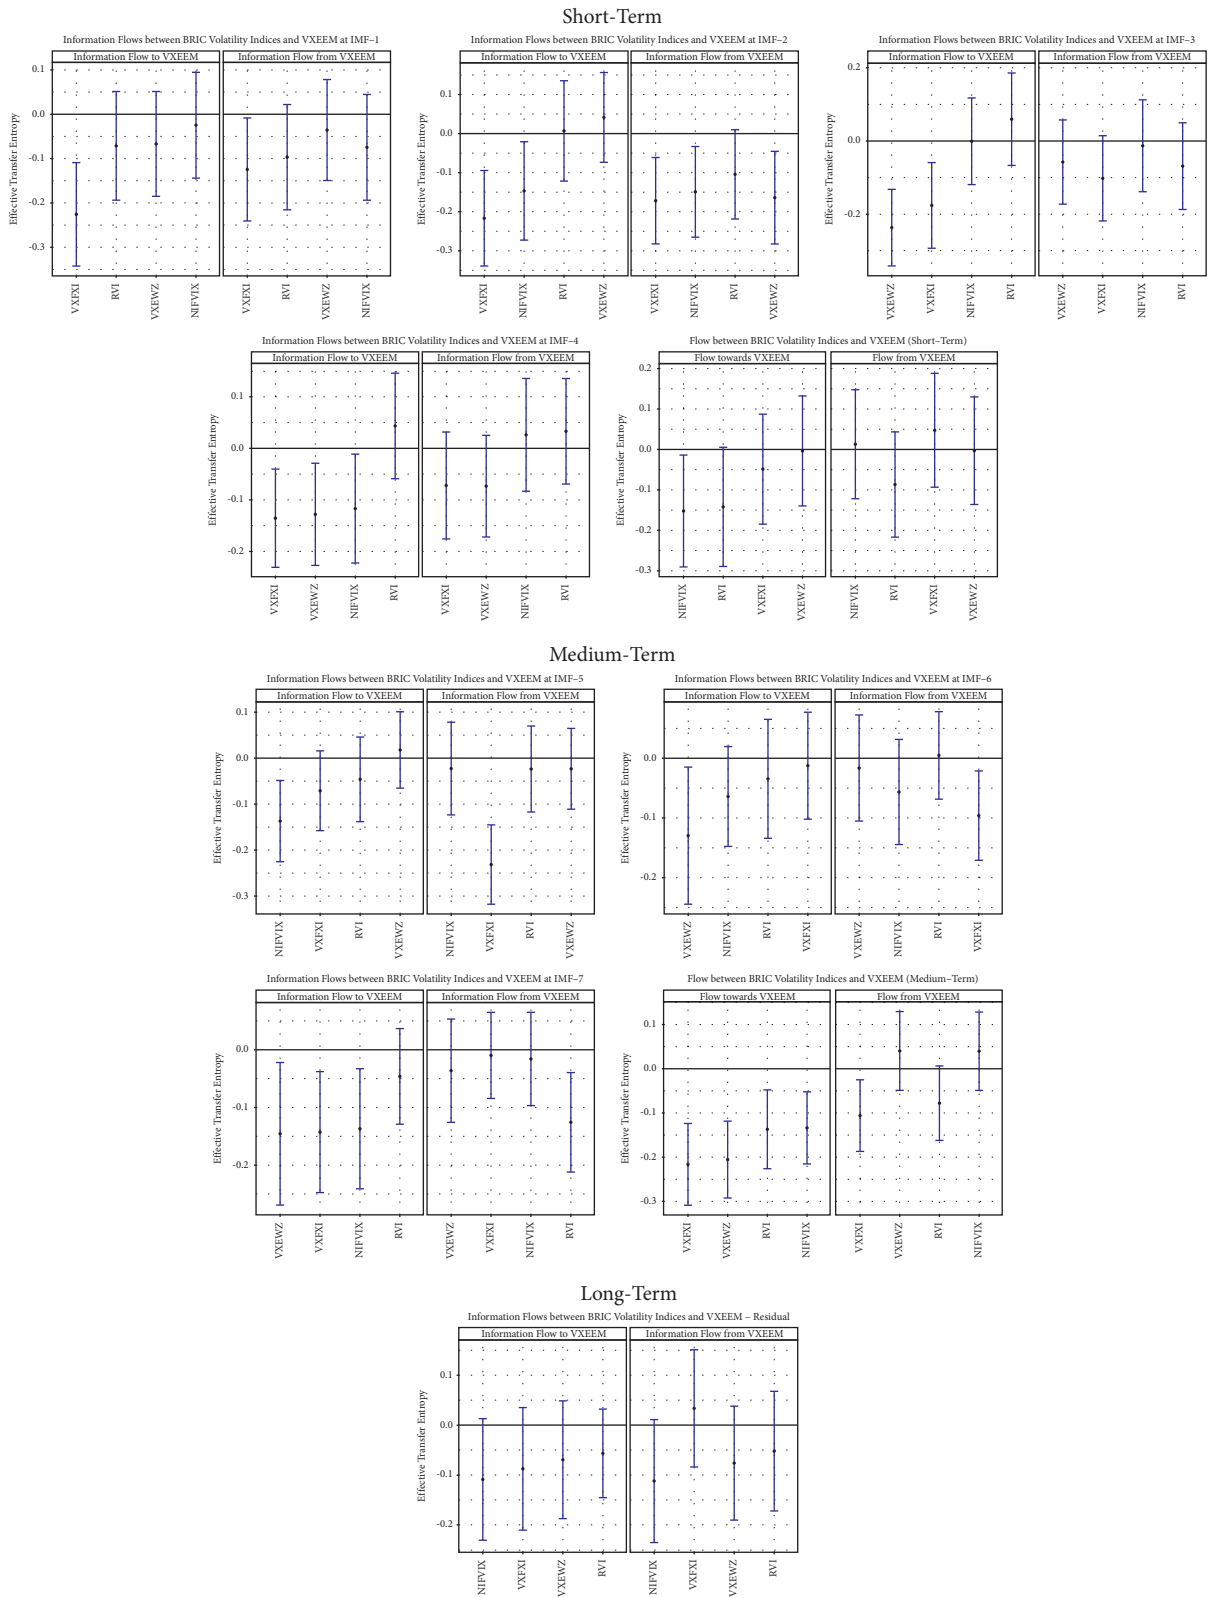 Short-Term
Information Flows between BRIC Volatility Indices and VXEEM at IMF–1
Information Flow to VXEEM
Information Flow from VXEEM
Effective Transfer Entropy
0.1
0.0
-0.1
-0.2
-0.3
VXFXI
RVI
VXEWZ
NIFVIX
VXFXI
RVI
VXEWZ
NIFVIX
Information Flows between BRIC Volatility Indices and VXEEM at IMF–2
Information Flow to VXEEM
Information Flow from VXEEM
Effective Transfer Entropy
0.1
0.0
-0.1
-0.2
-0.3
VXFXI
NIFVIX
RVI
VXEWZ
VXFXI
NIFVIX
RVI
VXEWZ
Information Flows between BRIC Volatility Indices and VXEEM at IMF–3
Information Flow to VXEEM
Information Flow from VXEEM
Effective Transfer Entropy
0.2
0.0
-0.2
VXEWZ
VXFXI
NIFVIX
RVI
VXEWZ
VXFXI
NIFVIX
RVI
Information Flows between BRIC Volatility Indices and VXEEM at IMF–4
Information Flow to VXEEM
Information Flow from VXEEM
Effective Transfer Entropy
0.1
0.0
-0.1
-0.2
VXFXI
VXEWZ
NIFVIX
RVI
VXFXI
VXEWZ
NIFVIX
RVI
Flow between BRIC Volatility Indices and VXEEM (Short–Term)
Flow towards VXEEM
Flow from VXEEM
Effective Transfer Entropy
0.2
0.1
0.0
-0.1
-0.2
-0.3
NIFVIX
RVI
VXFXI
VXEWZ
NIFVIX
RVI
VXFXI
VXEWZ
Medium-Term
Information Flows between BRIC Volatility Indices and VXEEM at IMF–5
Information Flow to VXEEM
Information Flow from VXEEM
Effective Transfer Entropy
0.1
0.0
-0.1
-0.2
-0.3
NIFVIX
VXFXI
RVI
VXEWZ
NIFVIX
VXFXI
RVI
VXEWZ
Information Flows between BRIC Volatility Indices and VXEEM at IMF–6
Information Flow to VXEEM
Information Flow from VXEEM
Effective Transfer Entropy
0.0
-0.1
-0.2
VXEWZ
NIFVIX
RVI
VXFXI
VXEWZ
NIFVIX
RVI
VXFXI
Information Flows between BRIC Volatility Indices and VXEEM at IMF–7
Information Flow to VXEEM
Information Flow from VXEEM
Effective Transfer Entropy
0.0
-0.1
-0.2
VXEWZ
VXFXI
NIFVIX
RVI
VXEWZ
VXFXI
NIFVIX
RVI
Flow between BRIC Volatility Indices and VXEEM (Medium–Term)
Flow towards VXEEM
Flow from VXEEM
Effective Transfer Entropy
0.1
0.0
-0.1
-0.2
-0.3
VXFXI
VXEWZ
RVI
NIFVIX
VXFXI
VXEWZ
RVI
NIFVIX
Long-Term
Information Flows between BRIC Volatility Indices and VXEEM – Residual
Information Flow to VXEEM
Information Flow from VXEEM
Effective Transfer Entropy
0.1
0.0
-0.1
-0.2
NIFVIX
VXFXI
VXEWZ
RVI
NIFVIX
VXFXI
VXEWZ
RVI